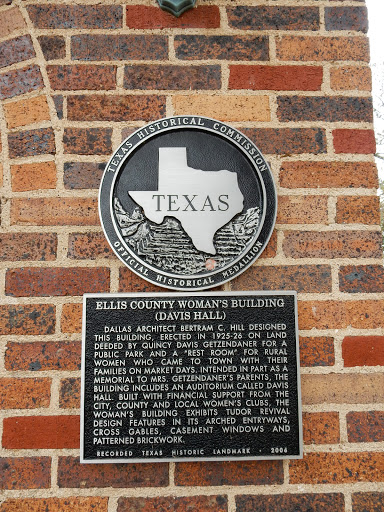 TEXAS HISTORICAL COMMISSION
TEXAS
OFFICIAL HISTORICAL MEDALLION
ELLIS COUNTY WOMAN'S BUILDING
(DAVIS HALL)
DALLAS ARCHITECT BERTRAM C. HILL DESIGNED
THIS BUILDING, ERECTED IN 1925-26 ON LAND
DEEDED BY QUINCY DAVIS GETZENDANER FOR A
PUBLIC PARK AND A "REST ROOM" FOR RURAL
WOMEN WHO CAME TO TOWN WITH THEIR
FAMILIES ON MARKET DAYS. INTENDED IN PART AS A
MEMORIAL TO MRS. GETZENDANER'S PARENTS, THE
BUILDING INCLUDES AN AUDITORIUM CALLED DAVIS
HALL. BUILT WITH FINANCIAL SUPPORT FROM THE
CITY, COUNTY AND LOCAL WOMEN'S CLUBS, THE
WOMAN'S BUILDING EXHIBITS TUDOR REVIVAL
DESIGN FEATURES IN ITS ARCHED ENTRYWAYS,
CROSS GABLES, CASEMENT WINDOWS AND
PATTERNED BRICKWORK.
RECORDED TEXAS HISTORIC LANDMARK • 2004